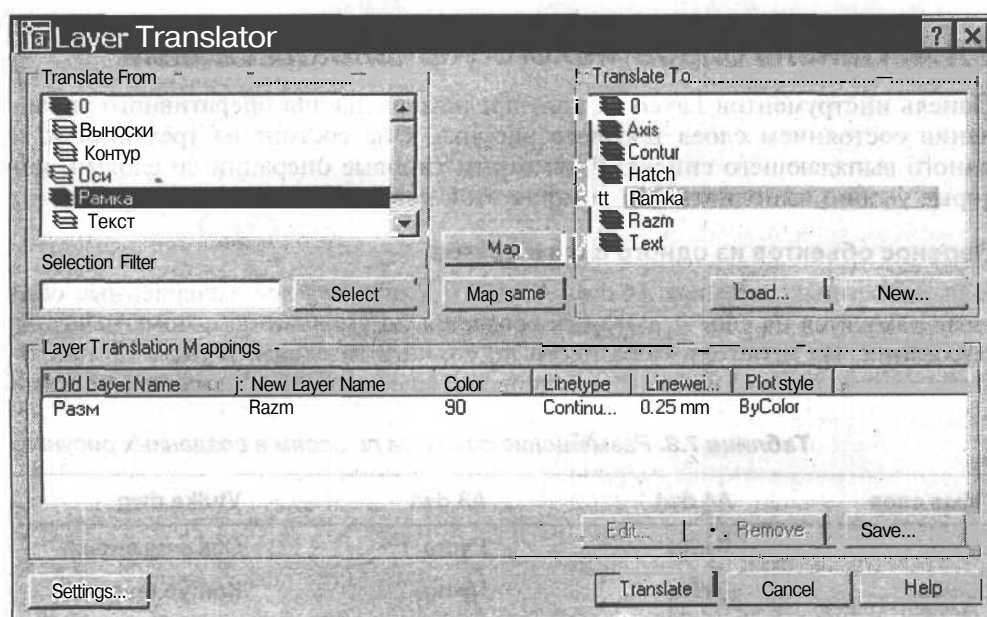 Layer Translator
Translate From
Translate To
0
Выноски
Контур
Оси
Рамка
Текст
0
Axis
Contur
Hatch
tt Ramka
Razm
Text
Map
Map same
Selection Filter
Select
Load...
New...
Layer Translation Mappings
Old Layer Name New Layer Name Color Linetype Linewei... Plot style
Разм Razm 90 Continu... 0.25 mm ByColor
Edit... Remove Save...
Settings... Translate Cancel Help